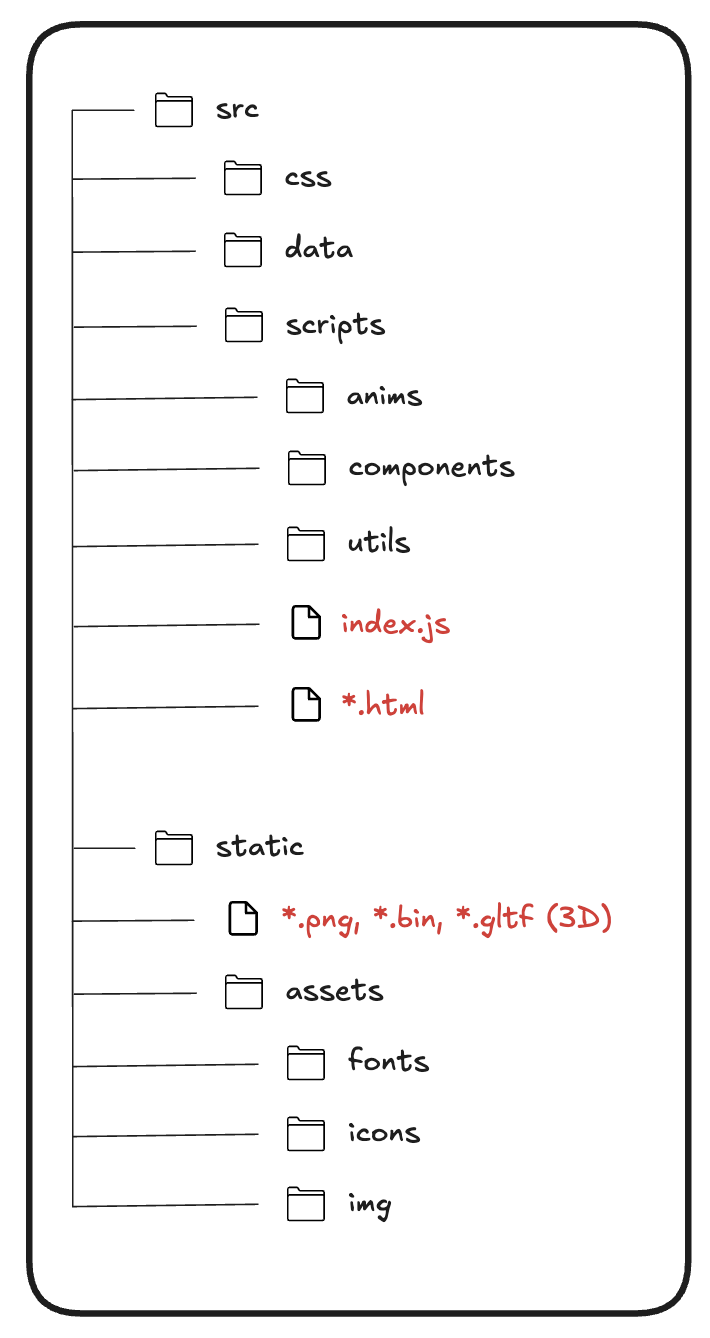 src
css
data
scripts
anims
components
utils
index.js
*.html
static
*.png, *.bin, *.gltf (3D)
assets
fonts
icons
img